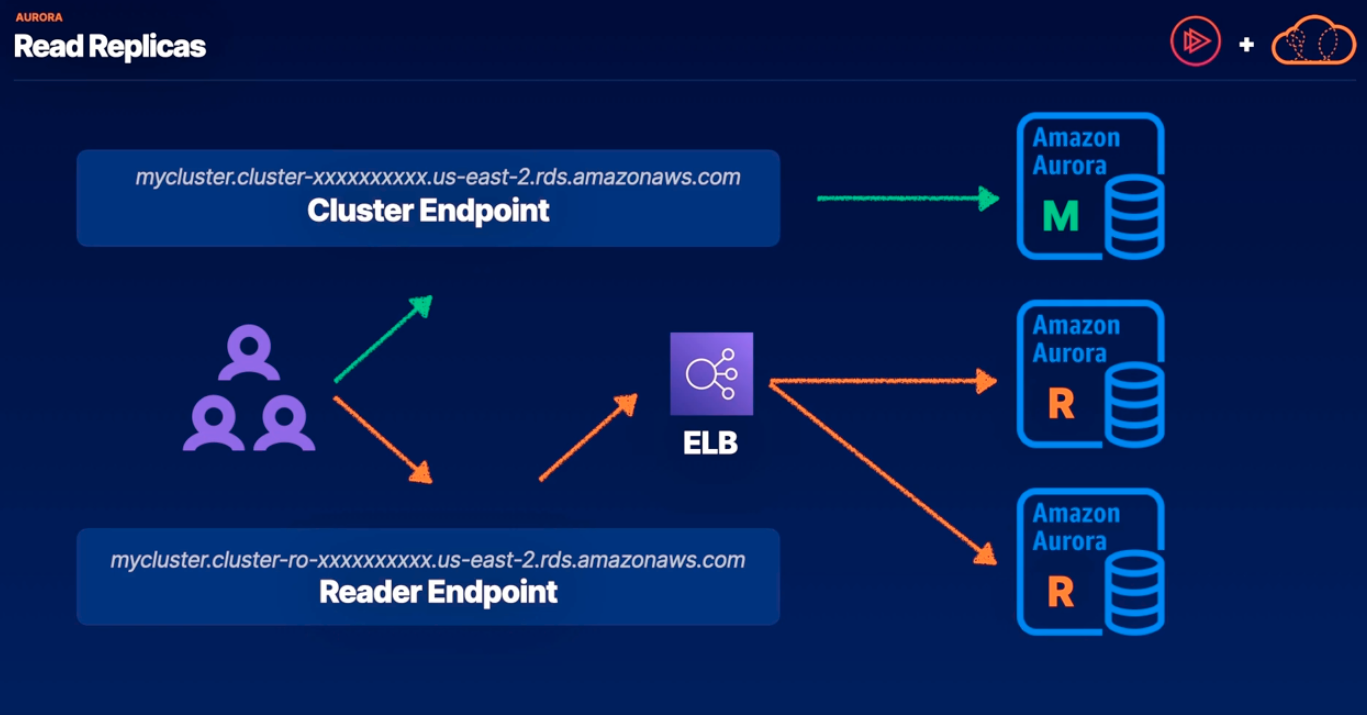 AURORA
Read Replicas
+
mycluster.cluster-xxxxxxxxxx.us-east-2.rds.amazonaws.com
Cluster Endpoint
Amazon
Aurora
M
Amazon
Aurora
R
ELB
Amazon
Aurora
R
mycluster.cluster-ro-xxxxxxxxxx.us-east-2.rds.amazonaws.com
Reader Endpoint